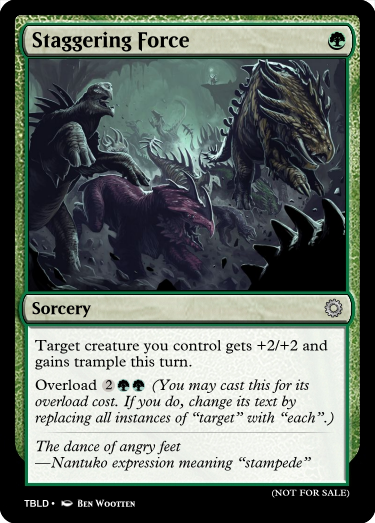 Staggering Force
Sorcery
Target creature you control gets +2/+2 and
gains trample this turn.
Overload 2 (You may cast this for its
overload cost. If you do, change its text by
replacing all instances of “target” with “each”.)
The dance of angry feet
—Nantuko expression meaning “stampede”
(NOT FOR SALE)
TBLD • Ben Wootten